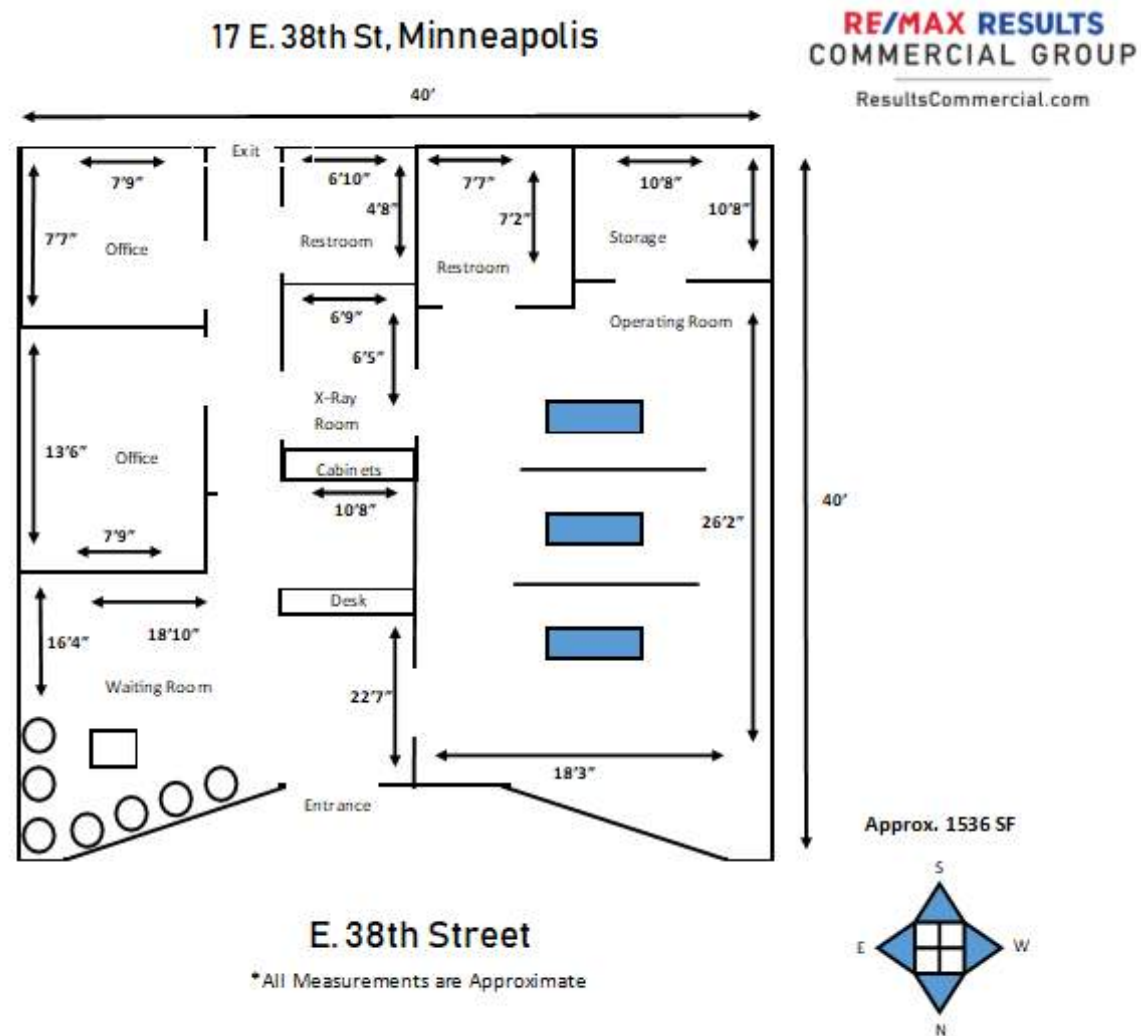 17 E. 38th St, Minneapolis
RE/MAX RESULTS
COMMERCIAL GROUP
ResultsCommercial.com
40’
Exit
7’9”
6’10”
7’7”
10’8”
7’7”
4’8”
7’2”
10’8”
Office
Restroom
Restroom
Storage
6’9”
6’5”
Operating Room
X-Ray
Room
13’6”
Office
Cabinets
10’8”
26’2”
40’
7’9”
Desk
16’4”
18’10”
Waiting Room
22’7”
18’3”
Entrance
Approx. 1536 SF
S
E
W
N
E. 38th Street
*All Measurements are Approximate